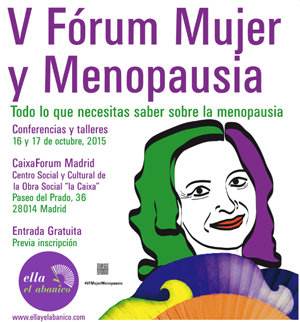 V Fórum Mujer
y Menopausia
Todo lo que necesitas saber sobre la menopausia
Conferencias y talleres
16 y 17 de octubre, 2015
CaixaForum Madrid
Centro Social y Cultural de
la Obra Social "la Caixa"
Paseo del Prado, 36
28014 Madrid
Entrada Gratuita
Previa inscripción
ella
el abanico
#VFMujerMenopausia
www.ellayelabanico.com